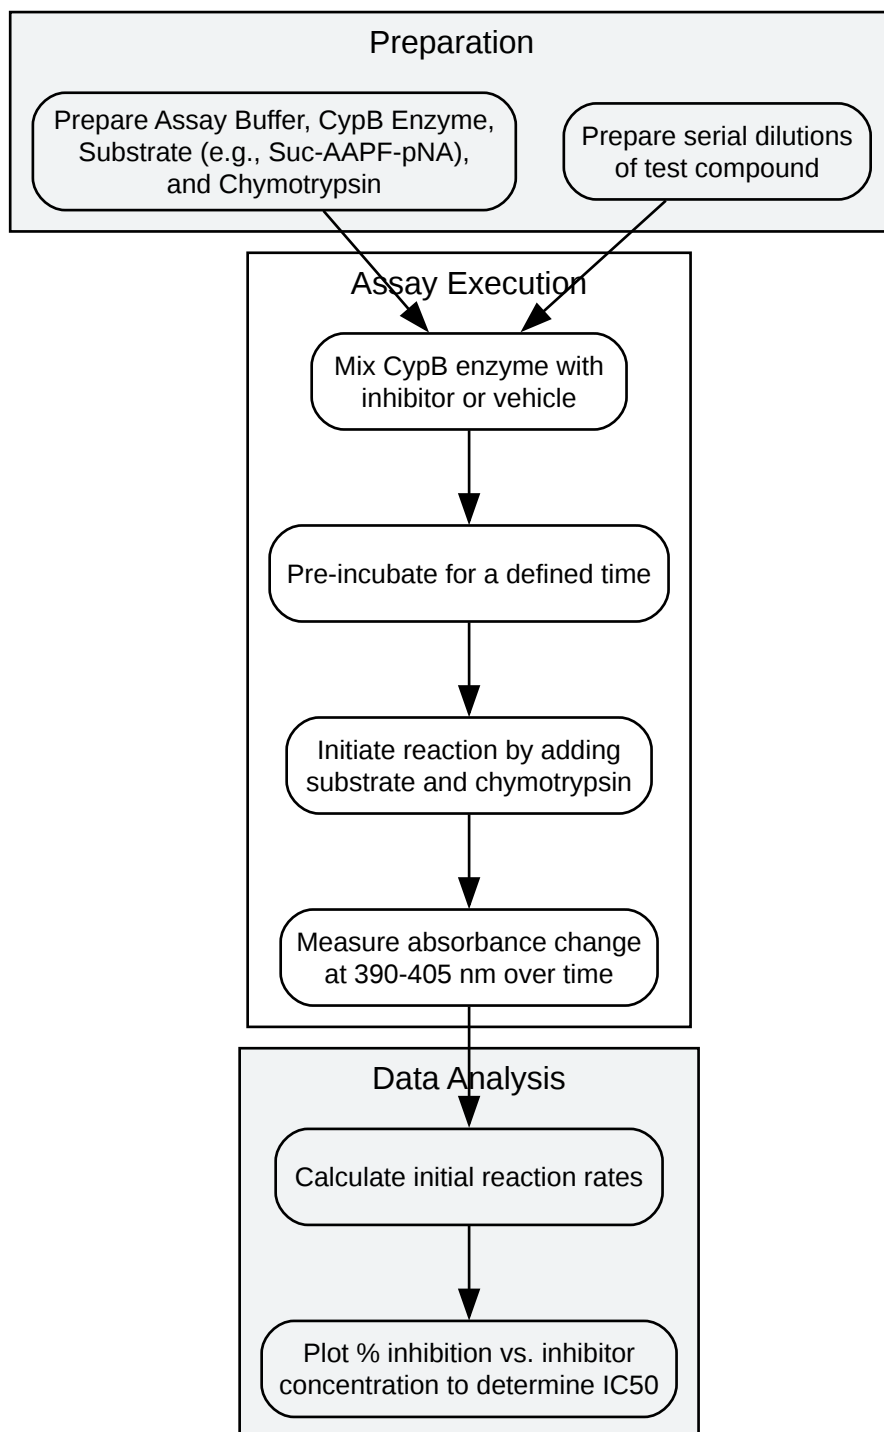 Preparation
Prepare Assay Buffer, CypB Enzyme,
Substrate (e.g., Suc-AAPF-pNA),
and Chymotrypsin
Prepare serial dilutions
of test compound
Assay Execution
Mix CypB enzyme with
inhibitor or vehicle
Pre-incubate for a defined time
Initiate reaction by adding
substrate and chymotrypsin
Measure absorbance change
at 390-405 nm over time
Data Analysis
Calculate initial reaction rates
Plot % inhibition vs. inhibitor
concentration to determine IC50